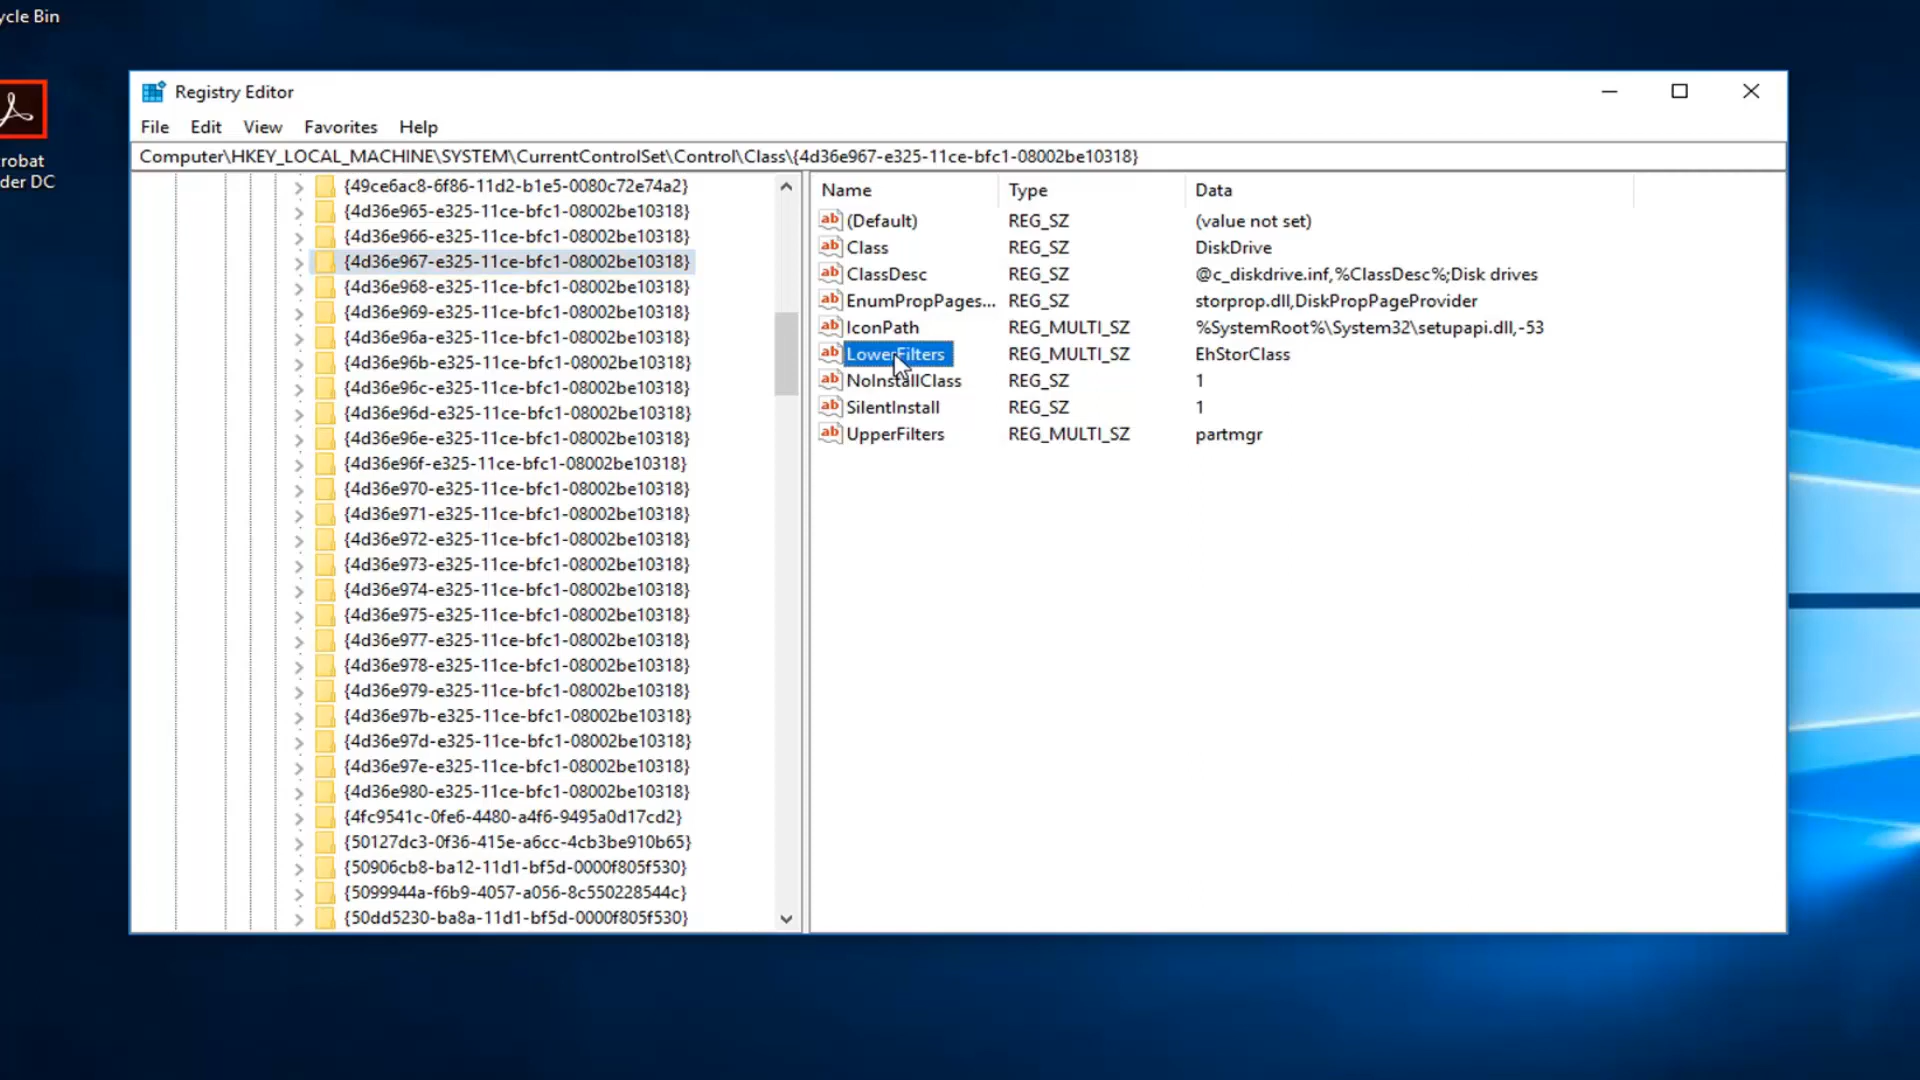 ycle Bin
robat
der DC
Registry Editor
File Edit View Favorites Help
Computer\HKEY_LOCAL_MACHINE\SYSTEM\CurrentControlSet\Control\Class\{4d36e967-e325-11ce-bfc1-08002be10318}
{49ce6ac8-6f86-11d2-b1e5-0080c72e74a2}
{4d36e965-e325-11ce-bfc1-08002be10318}
{4d36e966-e325-11ce-bfc1-08002be10318}
{4d36e967-e325-11ce-bfc1-08002be10318}
{4d36e968-e325-11ce-bfc1-08002be10318}
{4d36e969-e325-11ce-bfc1-08002be10318}
{4d36e96a-e325-11ce-bfc1-08002be10318}
{4d36e96b-e325-11ce-bfc1-08002be10318}
{4d36e96c-e325-11ce-bfc1-08002be10318}
{4d36e96d-e325-11ce-bfc1-08002be10318}
{4d36e96e-e325-11ce-bfc1-08002be10318}
{4d36e96f-e325-11ce-bfc1-08002be10318}
{4d36e970-e325-11ce-bfc1-08002be10318}
{4d36e971-e325-11ce-bfc1-08002be10318}
{4d36e972-e325-11ce-bfc1-08002be10318}
{4d36e973-e325-11ce-bfc1-08002be10318}
{4d36e974-e325-11ce-bfc1-08002be10318}
{4d36e975-e325-11ce-bfc1-08002be10318}
{4d36e977-e325-11ce-bfc1-08002be10318}
{4d36e978-e325-11ce-bfc1-08002be10318}
{4d36e979-e325-11ce-bfc1-08002be10318}
{4d36e97b-e325-11ce-bfc1-08002be10318}
{4d36e97d-e325-11ce-bfc1-08002be10318}
{4d36e97e-e325-11ce-bfc1-08002be10318}
{4d36e980-e325-11ce-bfc1-08002be10318}
{4fc9541c-0fe6-4480-a4f6-9495a0d17cd2}
{50127dc3-0f36-415e-a6cc-4cb3be910b65}
{50906cb8-ba12-11d1-bf5d-0000f805f530}
{5099944a-f6b9-4057-a056-8c550228544c}
{50dd5230-ba8a-11d1-bf5d-0000f805f530}
Name Type Data
(Default) REG_SZ (value not set)
Class REG_SZ DiskDrive
ClassDesc REG_SZ @c_diskdrive.inf,%ClassDesc%;Disk drives
EnumPropPages... REG_SZ storprop.dll,DiskPropPageProvider
IconPath REG_MULTI_SZ %SystemRoot%\System32\setupapi.dll,-53
LowerFilters REG_MULTI_SZ EhStorClass
NoInstallClass REG_SZ 1
SilentInstall REG_SZ 1
UpperFilters REG_MULTI_SZ partmgr